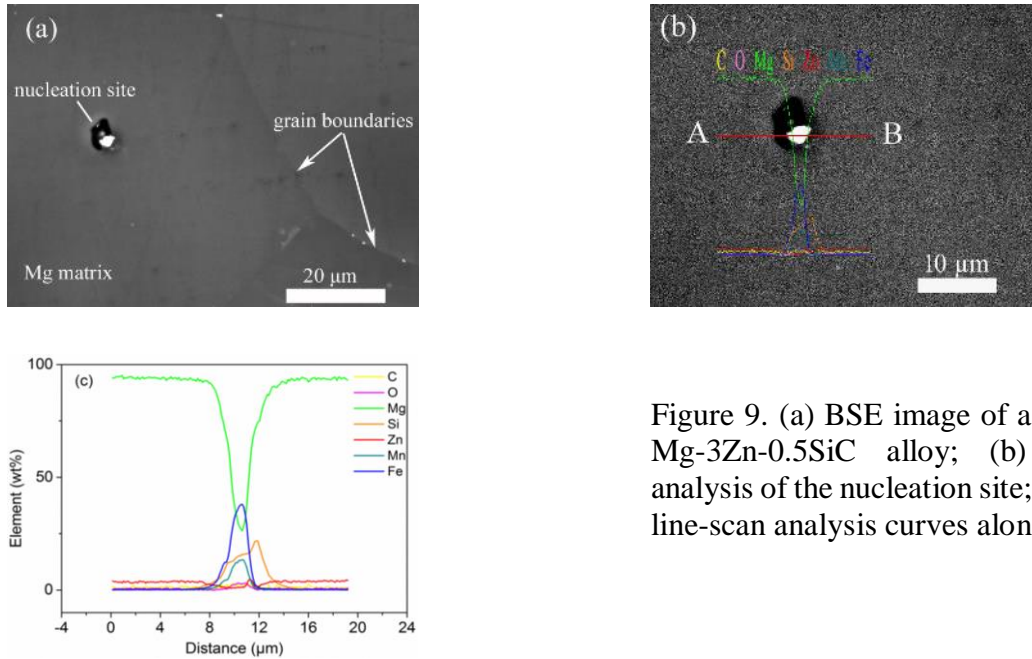 (a)
nucleation site
grain boundaries
Mg matrix
20 μm
(b)
C O Mg Si Zn Mn Fe
A B
10 μm
(c)
C
O
Mg
Si
Zn
Mn
Fe
100
50
0
Element (wt%)
-4 0 4 8 12 16 20 24
Distance (μm)
Figure 9. (a) BSE image of a
Mg-3Zn-0.5SiC alloy; (b)
analysis of the nucleation site;
line-scan analysis curves alon